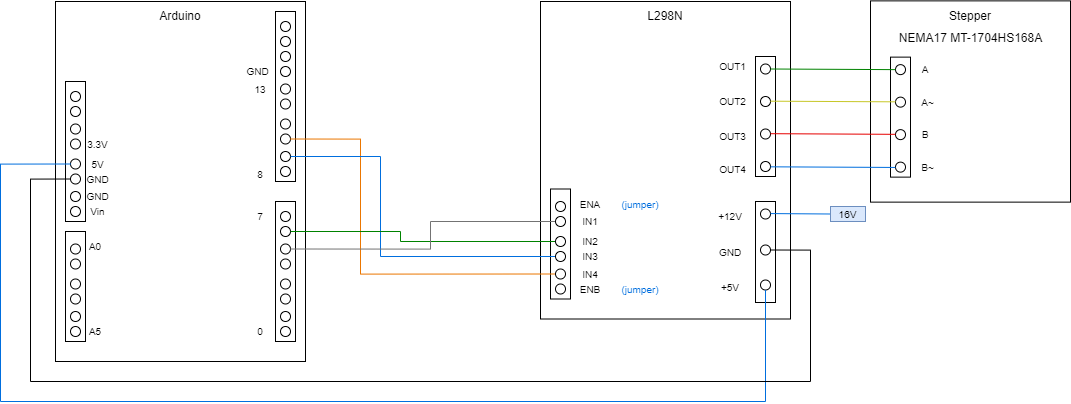 Arduino
GND
13
8
3.3V
5V
GND
GND
Vin
7
0
A0
A5
L298N
OUT1
OUT2
OUT3
OUT4
ENA (jumper)
IN1
IN2
IN3
IN4
ENB (jumper)
+12V
GND
+5V
16V
Stepper
NEMA17 MT-1704HS168A
A
A~
B
B~